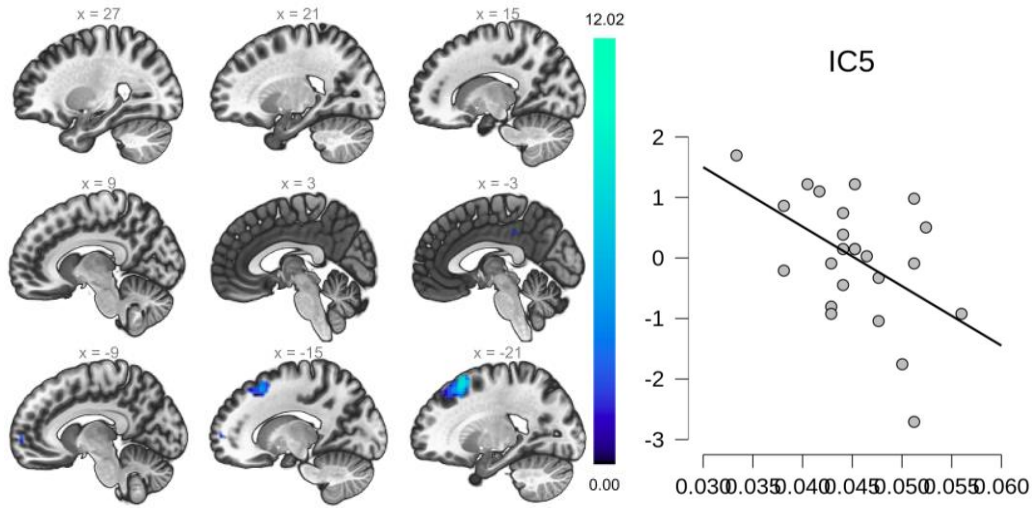 x = 27
x = 21
x = 15
12.02
x = 9
x = 3
x = -3
x = -9
x = -15
x = -21
0.00
IC5
2
1
0
-1
-2
-3
0.030 0.035 0.040 0.045 0.050 0.055 0.060